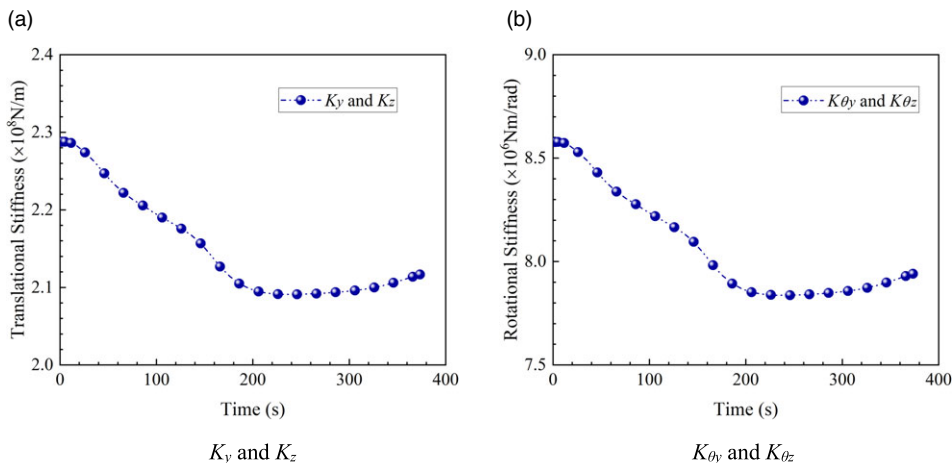 (a)
2.4
2.3
2.2
2.1
2.0
Translational Stiffness (×10⁸N/m)
Ky and Kz
0 100 200 300 400
Time (s)
Ky and Kz
(b)
9.0
8.5
8.0
7.5
Rotational Stiffness (×10⁶Nm/rad)
Kθy and Kθz
0 100 200 300 400
Time (s)
Kθy and Kθz